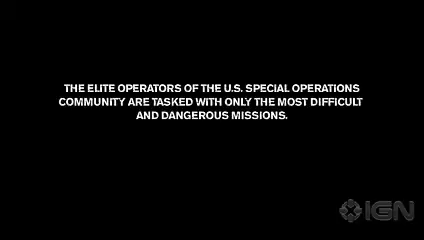 THE ELITE OPERATORS OF THE U.S. SPECIAL OPERATIONS
COMMUNITY ARE TASKED WITH ONLY THE MOST DIFFICULT
AND DANGEROUS MISSIONS.
IGN